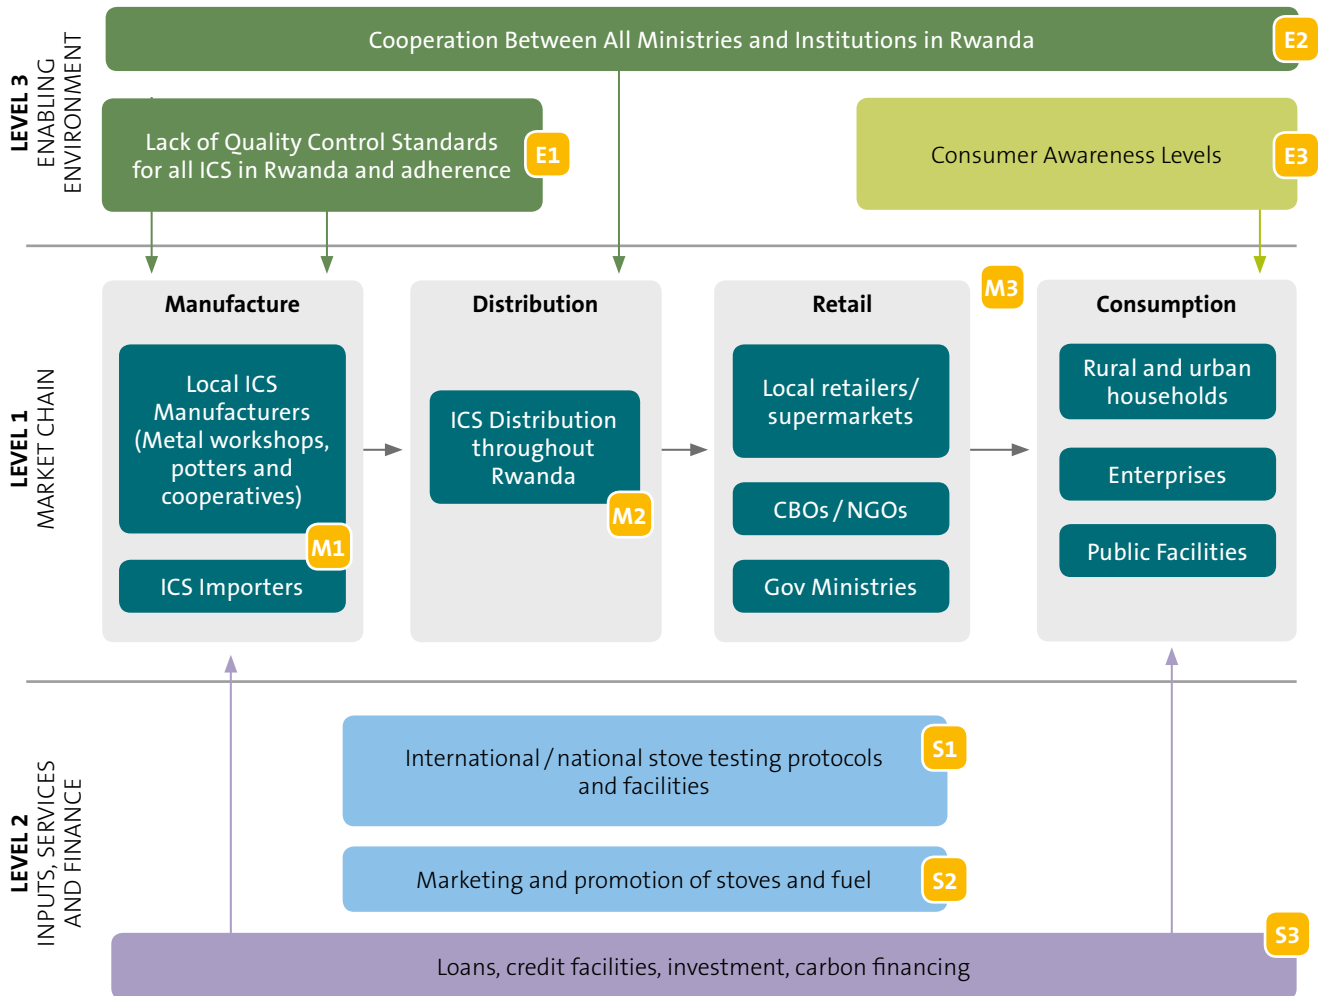 LEVEL 3
ENABLING
ENVIRONMENT
Cooperation Between All Ministries and Institutions in Rwanda
E2
Lack of Quality Control Standards
for all ICS in Rwanda and adherence
E1
Consumer Awareness Levels
E3
LEVEL 1
MARKET CHAIN
Manufacture
Local ICS
Manufacturers
(Metal workshops,
potters and
cooperatives)
M1
ICS Importers
Distribution
ICS Distribution
throughout
Rwanda
M2
Retail
M3
Local retailers/
supermarkets
CBOs / NGOs
Gov Ministries
Consumption
Rural and urban
households
Enterprises
Public Facilities
LEVEL 2
INPUTS, SERVICES
AND FINANCE
International / national stove testing protocols
and facilities
S1
Marketing and promotion of stoves and fuel
S2
Loans, credit facilities, investment, carbon financing
S3